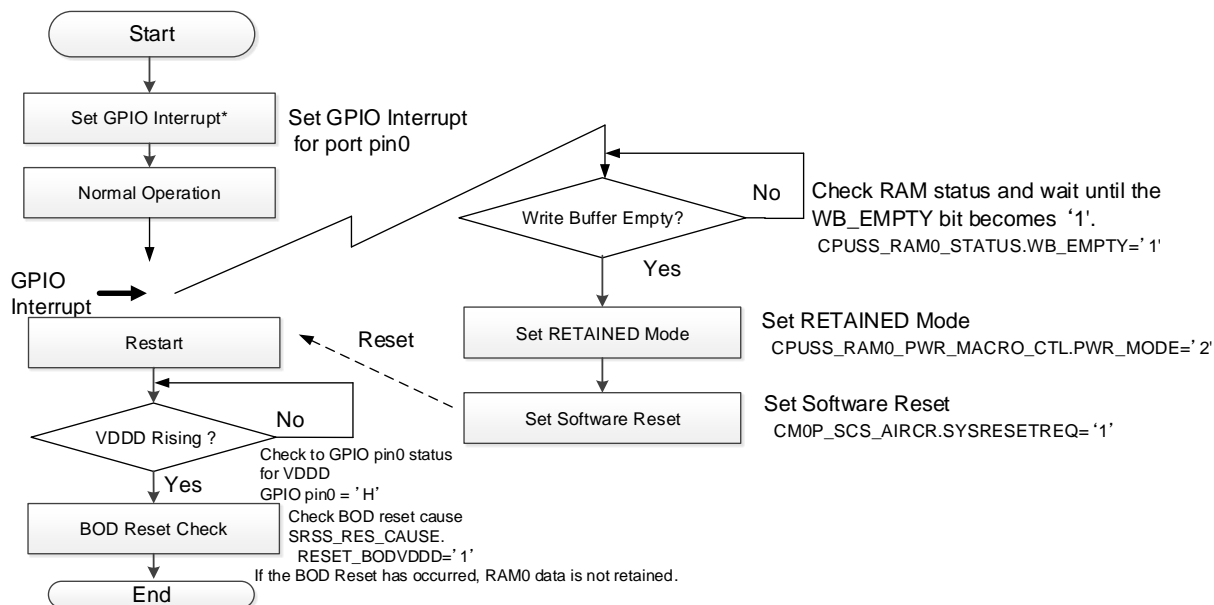 Start
Set GPIO Interrupt*
Set GPIO Interrupt
for port pin0
Normal Operation
GPIO
Interrupt
Write Buffer Empty?
No
Check RAM status and wait until the
WB_EMPTY bit becomes ‘1'.
CPUSS_RAM0_STATUS.WB_EMPTY=’1'
Yes
Set RETAINED Mode
Set RETAINED Mode
CPUSS_RAM0_PWR_MACRO_CTL.PWR_MODE=’2'
Set Software Reset
Set Software Reset
CM0P_SCS_AIRCR.SYSRESETREQ=‘1’
Reset
Restart
VDDD Rising ?
No
Check to GPIO pin0 status
for VDDD
GPIO pin0 = ’H’
Yes
BOD Reset Check
Check BOD reset cause
SRSS_RES_CAUSE.
RESET_BODVDDD=’1’
If the BOD Reset has occurred, RAM0 data is not retained.
End